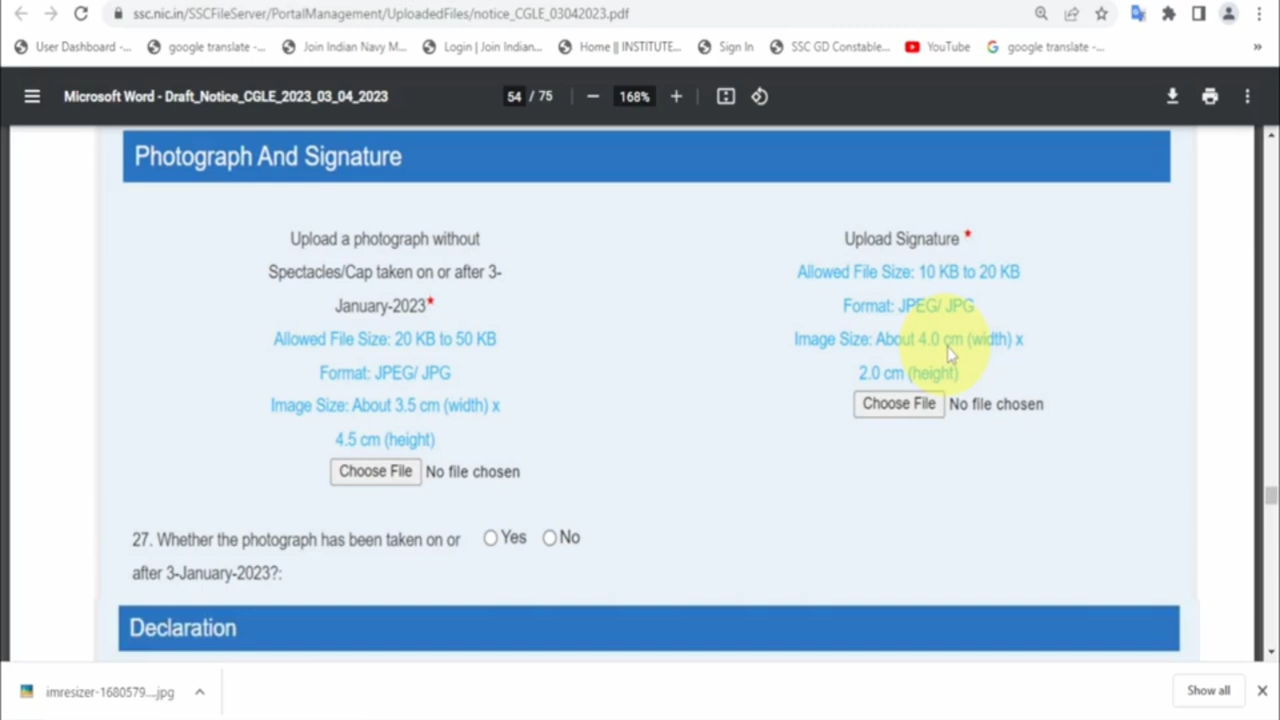 ssc.nic.in/SSCFileServer/PortalManagement/UploadedFiles/notice_CGLE_03042023.pdf
User Dashboard -... google translate -... Join Indian Navy M... Login | Join Indian... Home || INSTITUTE... Sign In SSC GD Constable... YouTube google translate -... »
Microsoft Word - Draft_Notice_CGLE_2023_03_04_2023 54 / 75 − 168% +
Photograph And Signature
Upload a photograph without
Spectacles/Cap taken on or after 3-
January-2023*
Allowed File Size: 20 KB to 50 KB
Format: JPEG/ JPG
Image Size: About 3.5 cm (width) x
4.5 cm (height)
Choose File No file chosen
Upload Signature *
Allowed File Size: 10 KB to 20 KB
Format: JPEG/ JPG
Image Size: About 4.0 cm (width) x
2.0 cm (height)
Choose File No file chosen
27. Whether the photograph has been taken on or
after 3-January-2023?:
Yes No
Declaration
imresizer-1680579....jpg
Show all